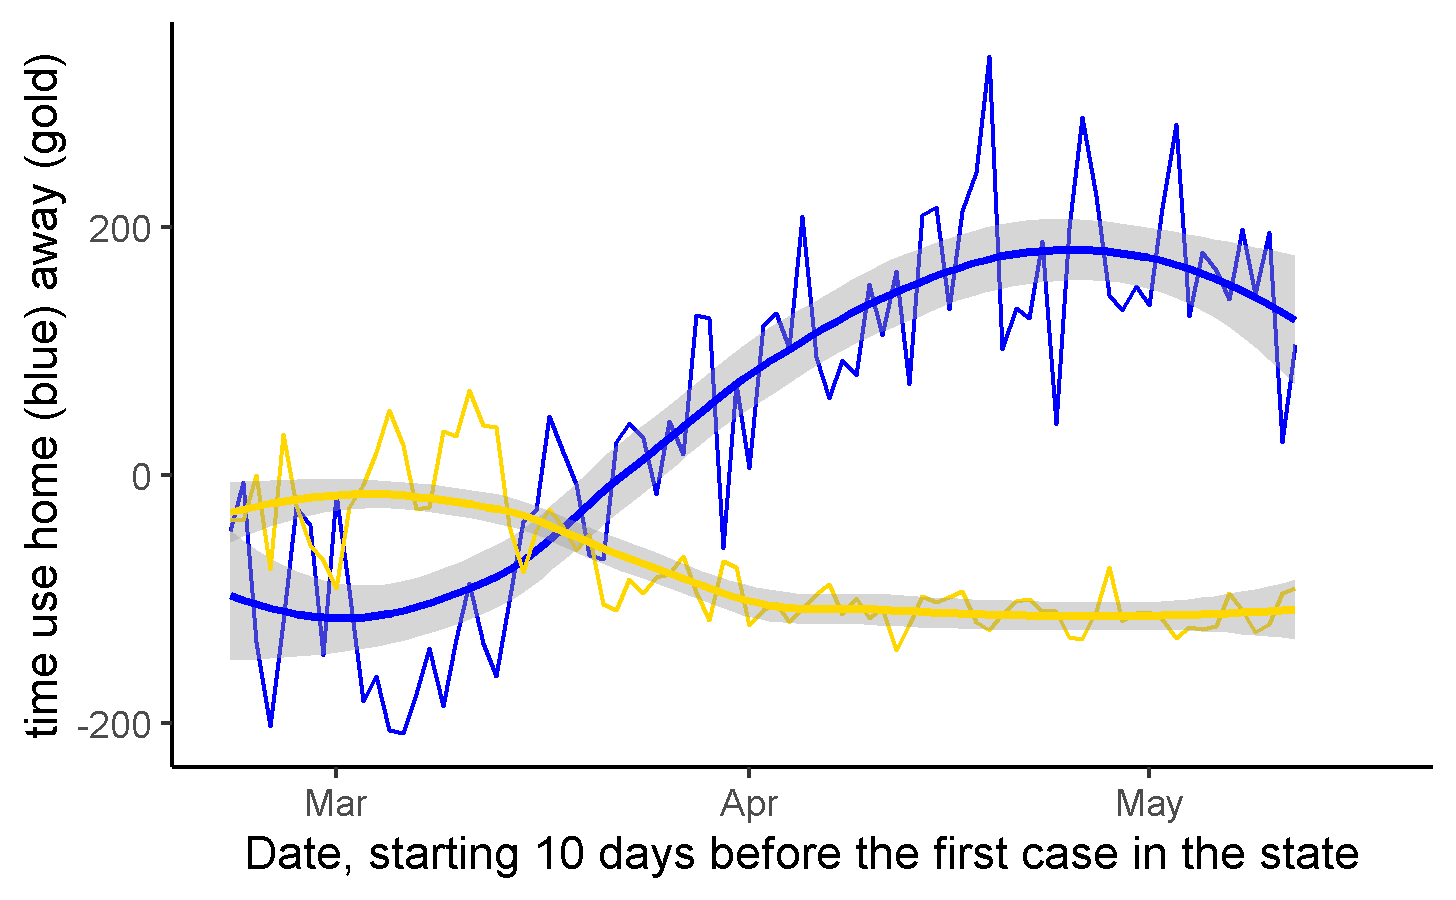 time use home (blue) away (gold)
200
0
-200
Mar
Apr
May
Date, starting 10 days before the first case in the state